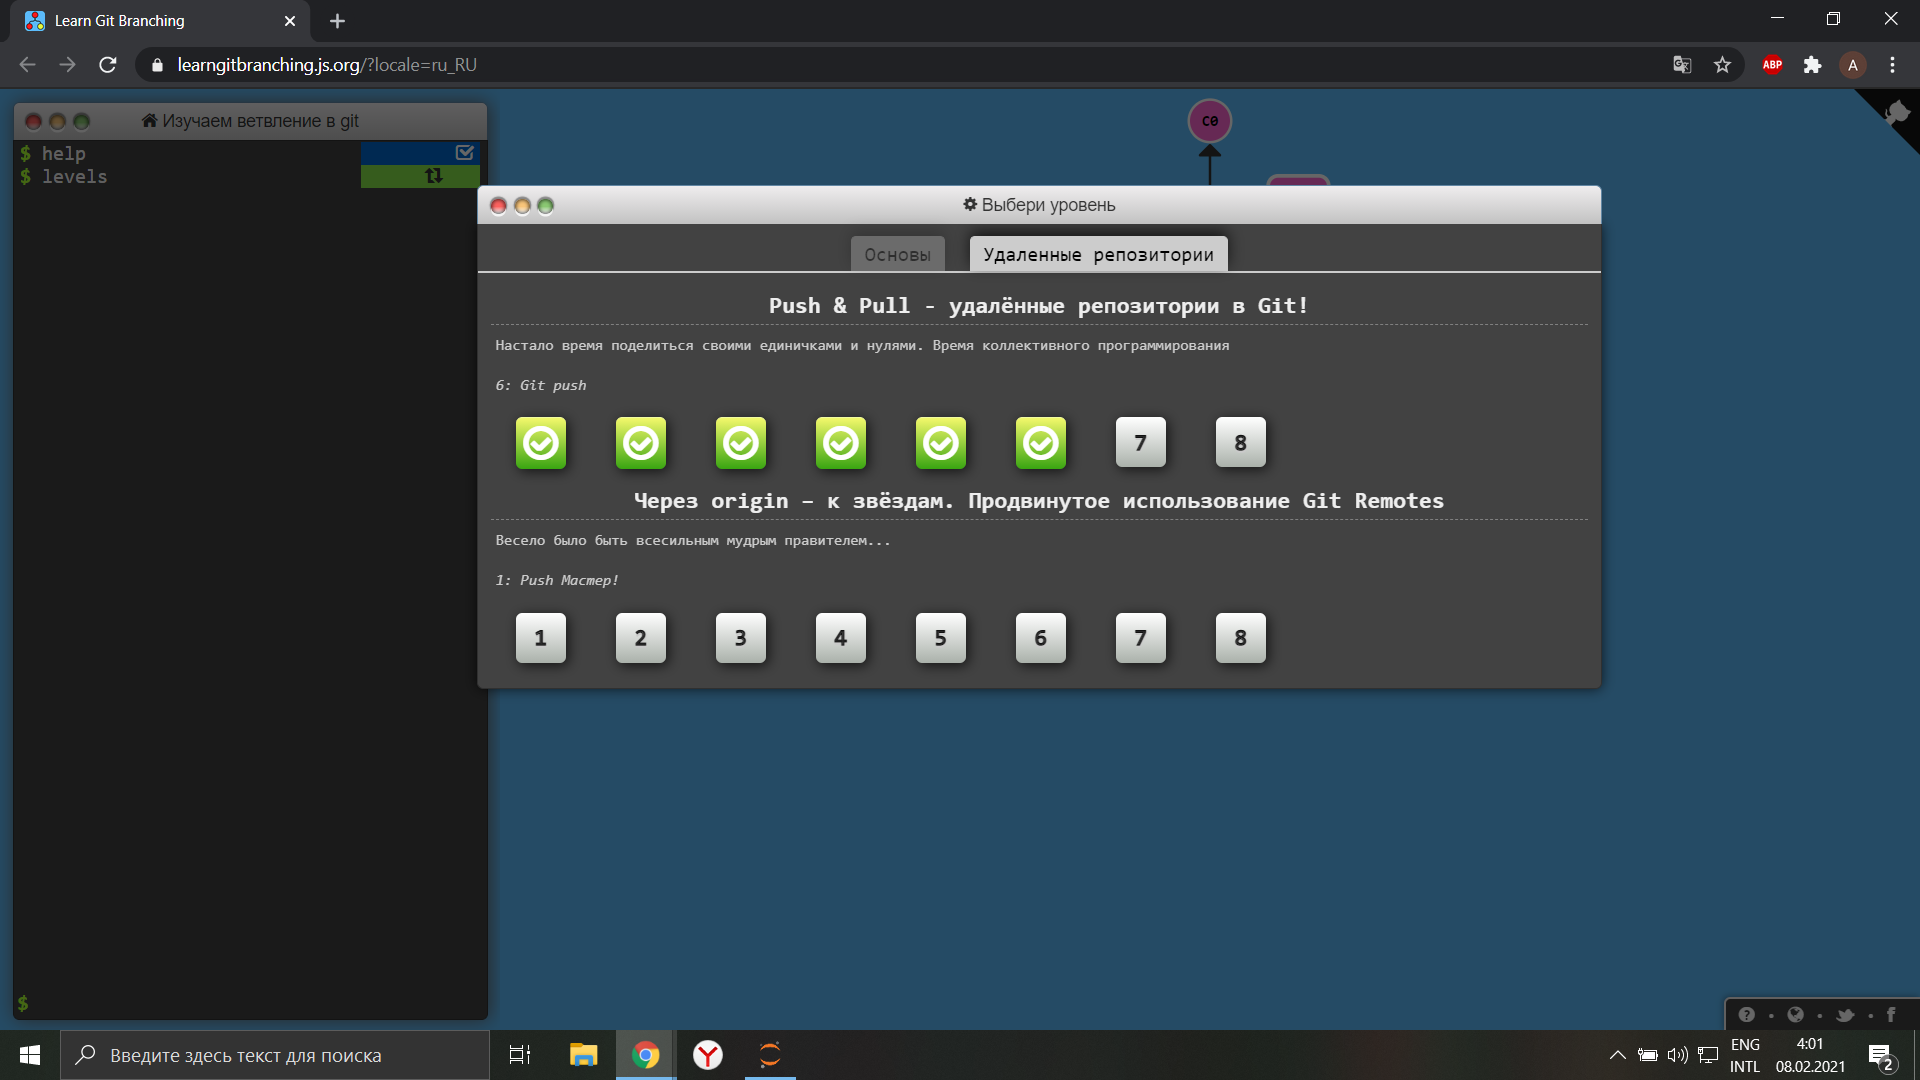 Learn Git Branching
learngitbranching.js.org/?locale=ru_RU
ABP
A
Изучаем ветвление в git
$ help
$ levels
C0
Выбери уровень
Основы
Удаленные репозитории
Push & Pull - удалённые репозитории в Git!
Настало время поделиться своими единичками и нулями. Время коллективного программирования
6: Git push
7 8
Через origin – к звёздам. Продвинутое использование Git Remotes
Весело было быть всесильным мудрым правителем...
1: Push Мастер!
1 2 3 4 5 6 7 8
$
Введите здесь текст для поиска
ENG
INTL
4:01
08.02.2021
2